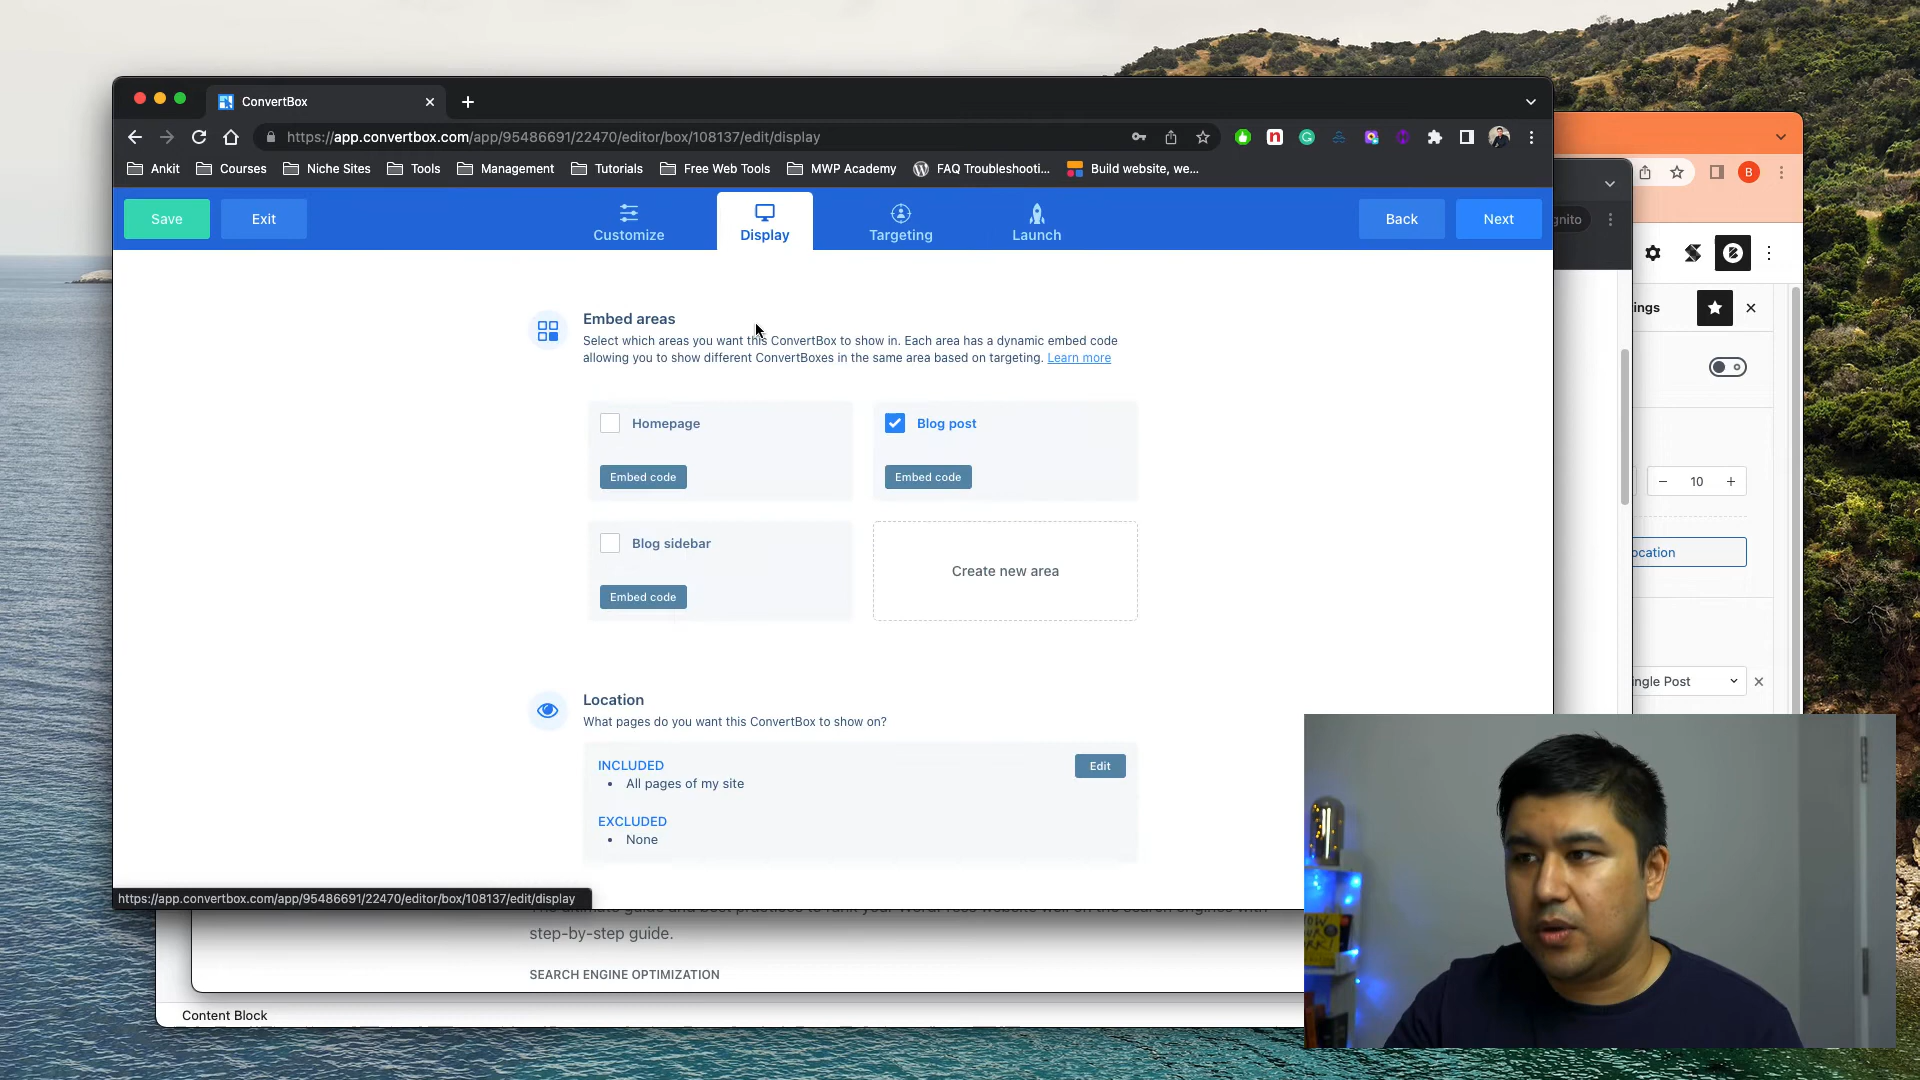 ConvertBox
https://app.convertbox.com/app/95486691/22470/editor/box/108137/edit/display
Ankit
Courses
Niche Sites
Tools
Management
Tutorials
Free Web Tools
MWP Academy
FAQ Troubleshooti...
Build website, we...
B
Save
Exit
Customize
Display
Targeting
Launch
Back
Next
gnito
Embed areas
Select which areas you want this ConvertBox to show in. Each area has a dynamic embed code
allowing you to show different ConvertBoxes in the same area based on targeting. Learn more
ings
Homepage
Embed code
Blog post
Embed code
10
Blog sidebar
Embed code
Create new area
ocation
ingle Post
Location
What pages do you want this ConvertBox to show on?
INCLUDED
Edit
• All pages of my site
EXCLUDED
• None
https://app.convertbox.com/app/95486691/22470/editor/box/108137/edit/display
step-by-step guide.
SEARCH ENGINE OPTIMIZATION
Content Block